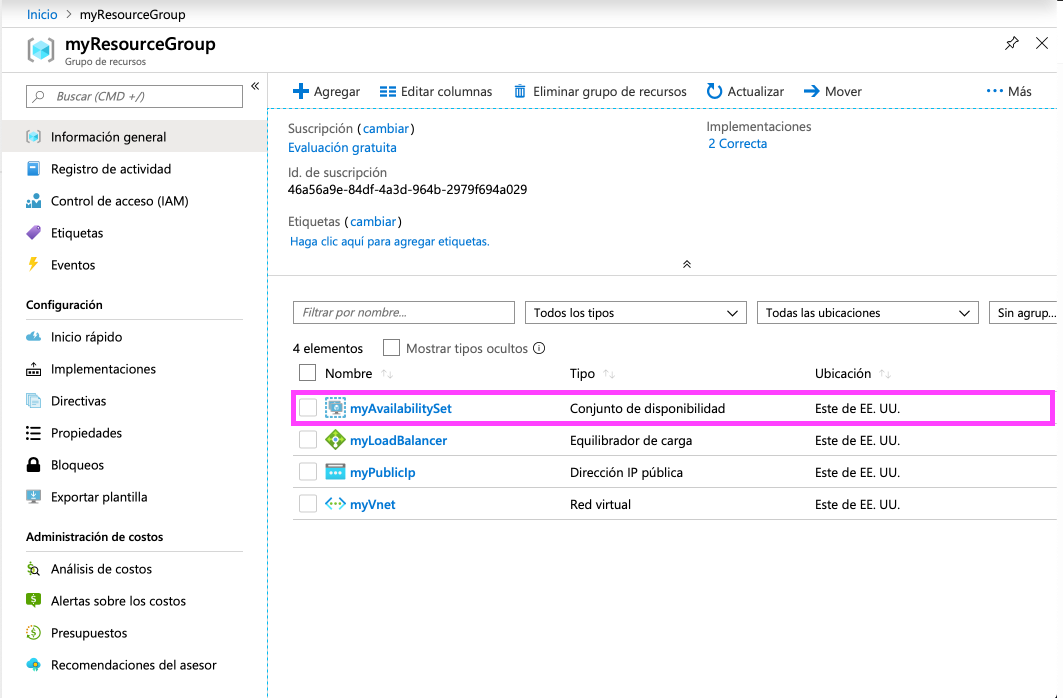 Inicio > myResourceGroup
myResourceGroup
Grupo de recursos
Buscar (CMD +/)
«
Información general
Registro de actividad
Control de acceso (IAM)
Etiquetas
Eventos
Configuración
Inicio rápido
Implementaciones
Directivas
Propiedades
Bloqueos
Exportar plantilla
Administración de costos
Análisis de costos
Alertas sobre los costos
Presupuestos
Recomendaciones del asesor
Agregar Editar columnas Eliminar grupo de recursos Actualizar Mover ··· Más
Suscripción (cambiar)
Evaluación gratuita
Implementaciones
2 Correcta
Id. de suscripción
46a56a9e-84df-4a3d-964b-2979f694a029
Etiquetas (cambiar)
Haga clic aquí para agregar etiquetas.
Filtrar por nombre... Todos los tipos Todas las ubicaciones Sin agrup...
4 elementos Mostrar tipos ocultos
Nombre Tipo Ubicación
myAvailabilitySet Conjunto de disponibilidad Este de EE. UU.
myLoadBalancer Equilibrador de carga Este de EE. UU.
myPublicIp Dirección IP pública Este de EE. UU.
myVnet Red virtual Este de EE. UU.